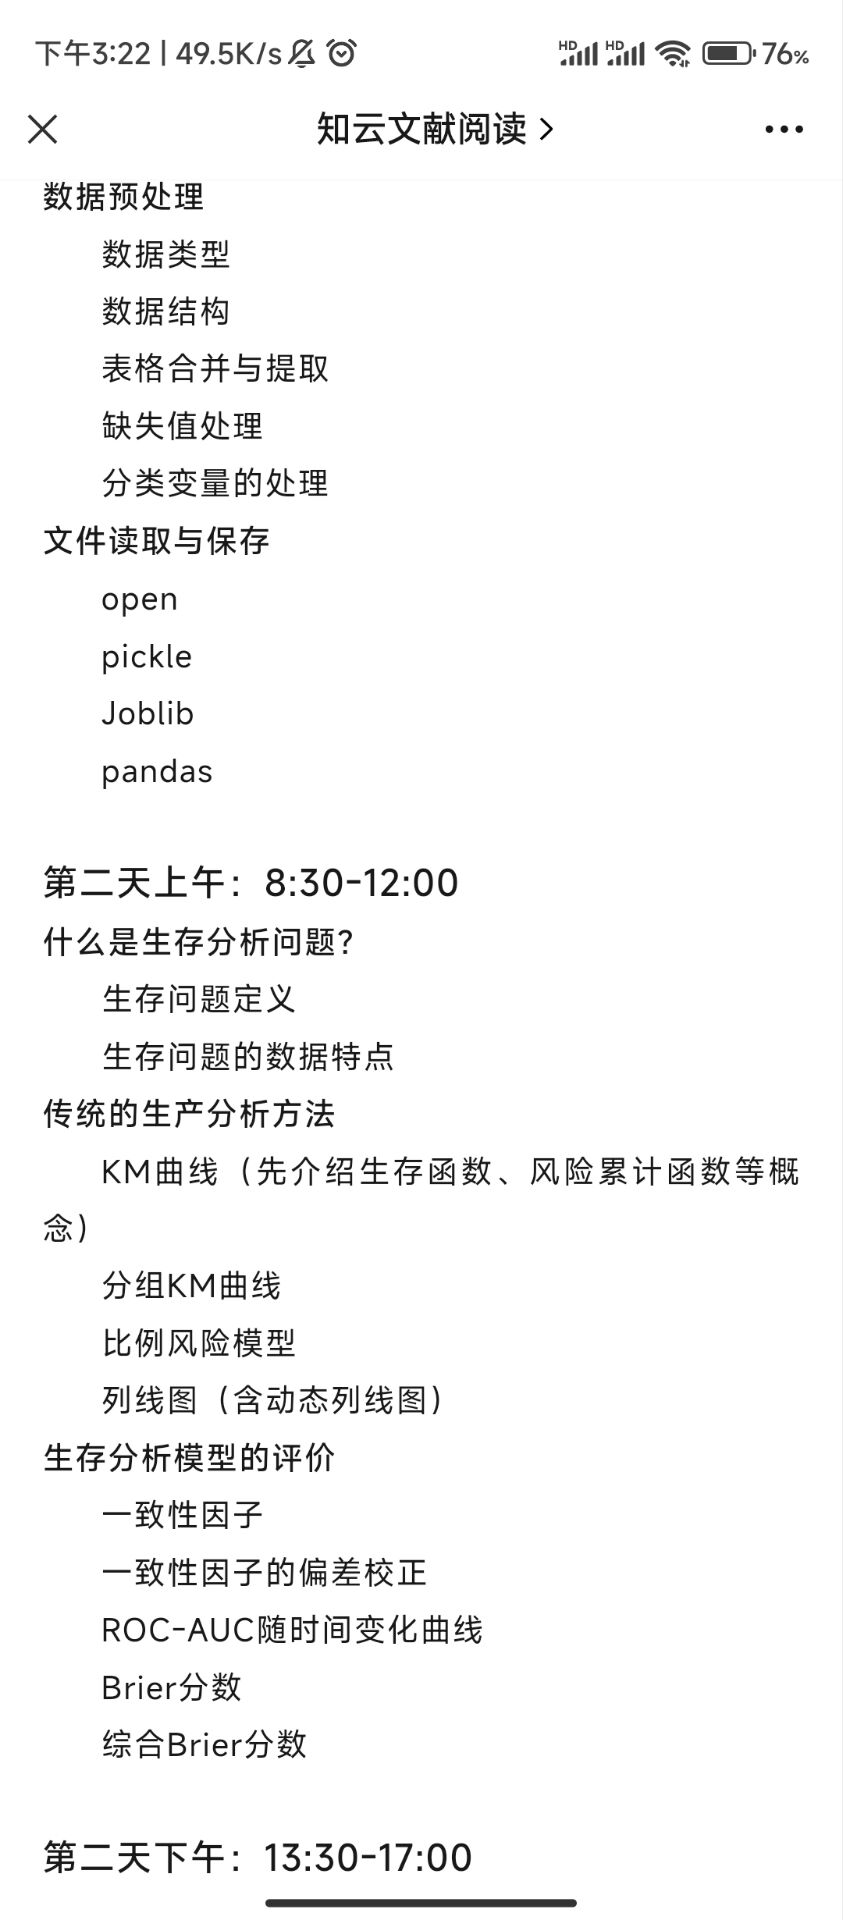 下午3:22 | 49.5K/s HD HD 76%
知云文献阅读 >
数据预处理
数据类型
数据结构
表格合并与提取
缺失值处理
分类变量的处理
文件读取与保存
open
pickle
Joblib
pandas
第二天上午：8:30-12:00
什么是生存分析问题?
生存问题定义
生存问题的数据特点
传统的生产分析方法
KM曲线（先介绍生存函数、风险累计函数等概
念）
分组KM曲线
比例风险模型
列线图（含动态列线图）
生存分析模型的评价
一致性因子
一致性因子的偏差校正
ROC-AUC随时间变化曲线
Brier分数
综合Brier分数
第二天下午：13:30-17:00